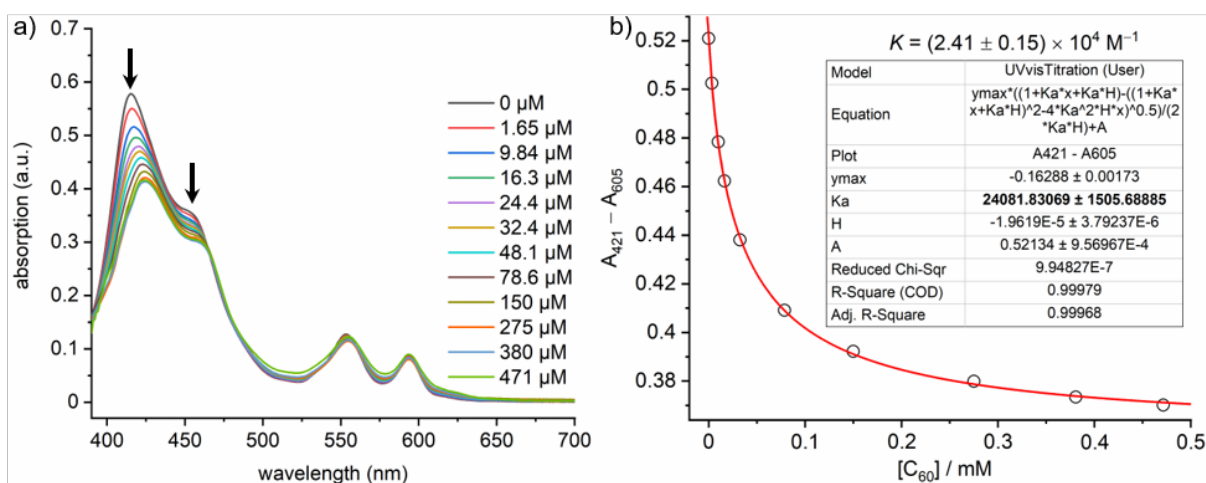 a)
0.7
0.6
0.5
0.4
0.3
0.2
0.1
0
absorption (a.u.)
400
450
500
550
600
650
700
wavelength (nm)
0 µM
1.65 µM
9.84 µM
16.3 µM
24.4 µM
32.4 µM
48.1 µM
78.6 µM
150 µM
275 µM
380 µM
471 µM
b)
0.52
0.5
0.48
0.46
0.44
0.42
0.4
0.38
A₄₂₁ − A₆₀₅
0
0.1
0.2
0.3
0.4
0.5
[C₆₀] / mM
K = (2.41 ± 0.15) × 10⁴ M⁻¹
Model UVvisTitration (User)
Equation ymax*((1+Ka*x+Ka*H)-((1+Ka*
x+Ka*H)^2-4*Ka^2*H*x)^0.5)/(2
*Ka*H)+A
Plot A421 - A605
ymax -0.16288 ± 0.00173
Ka 24081.83069 ± 1505.68885
H -1.9619E-5 ± 3.79237E-6
A 0.52134 ± 9.56967E-4
Reduced Chi-Sqr 9.94827E-7
R-Square (COD) 0.99979
Adj. R-Square 0.99968